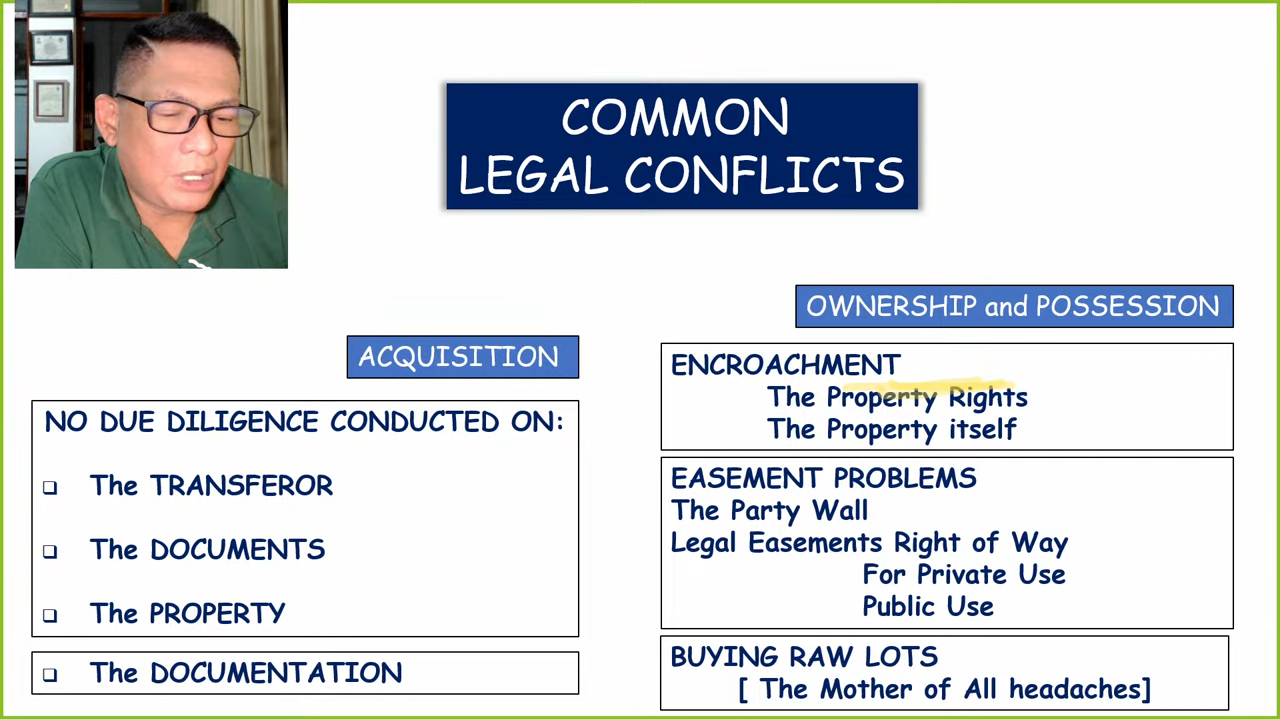 COMMON
LEGAL CONFLICTS
ACQUISITION
NO DUE DILIGENCE CONDUCTED ON:
The TRANSFEROR
The DOCUMENTS
The PROPERTY
The DOCUMENTATION
OWNERSHIP and POSSESSION
ENCROACHMENT
The Property Rights
The Property itself
EASEMENT PROBLEMS
The Party Wall
Legal Easements Right of Way
For Private Use
Public Use
BUYING RAW LOTS
[ The Mother of All headaches]